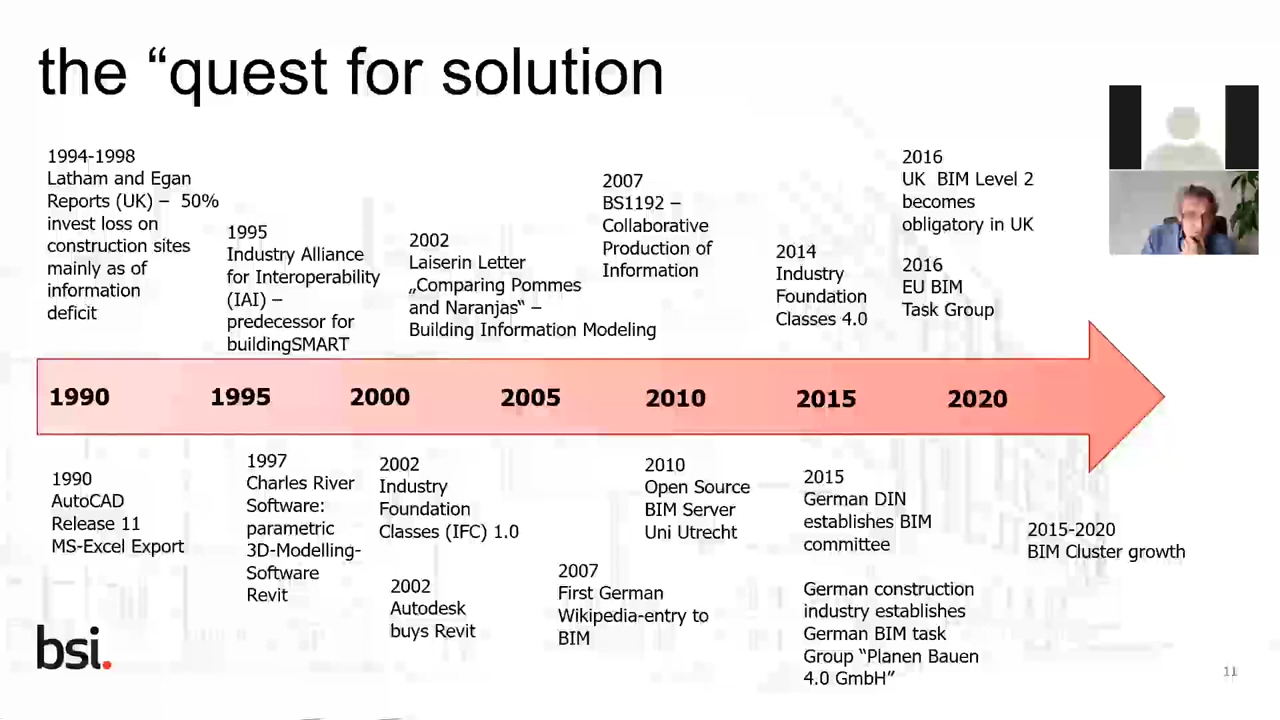 the “quest for solution
1994-1998
Latham and Egan
Reports (UK) – 50%
invest loss on
construction sites
mainly as of
information
deficit
1995
Industry Alliance
for Interoperability
(IAI) –
predecessor for
buildingSMART
2002
Laiserin Letter
„Comparing Pommes
and Naranjas“ –
Building Information Modeling
2007
BS1192 –
Collaborative
Production of
Information
2014
Industry
Foundation
Classes 4.0
2016
UK BIM Level 2
becomes
obligatory in UK
2016
EU BIM
Task Group
1990 1995 2000 2005 2010 2015 2020
1990
AutoCAD
Release 11
MS-Excel Export
1997
Charles River
Software:
parametric
3D-Modelling-
Software
Revit
2002
Industry
Foundation
Classes (IFC) 1.0
2002
Autodesk
buys Revit
2007
First German
Wikipedia-entry to
BIM
2010
Open Source
BIM Server
Uni Utrecht
2015
German DIN
establishes BIM
committee
German construction
industry establishes
German BIM task
Group “Planen Bauen
4.0 GmbH”
2015-2020
BIM Cluster growth
bsi.
11